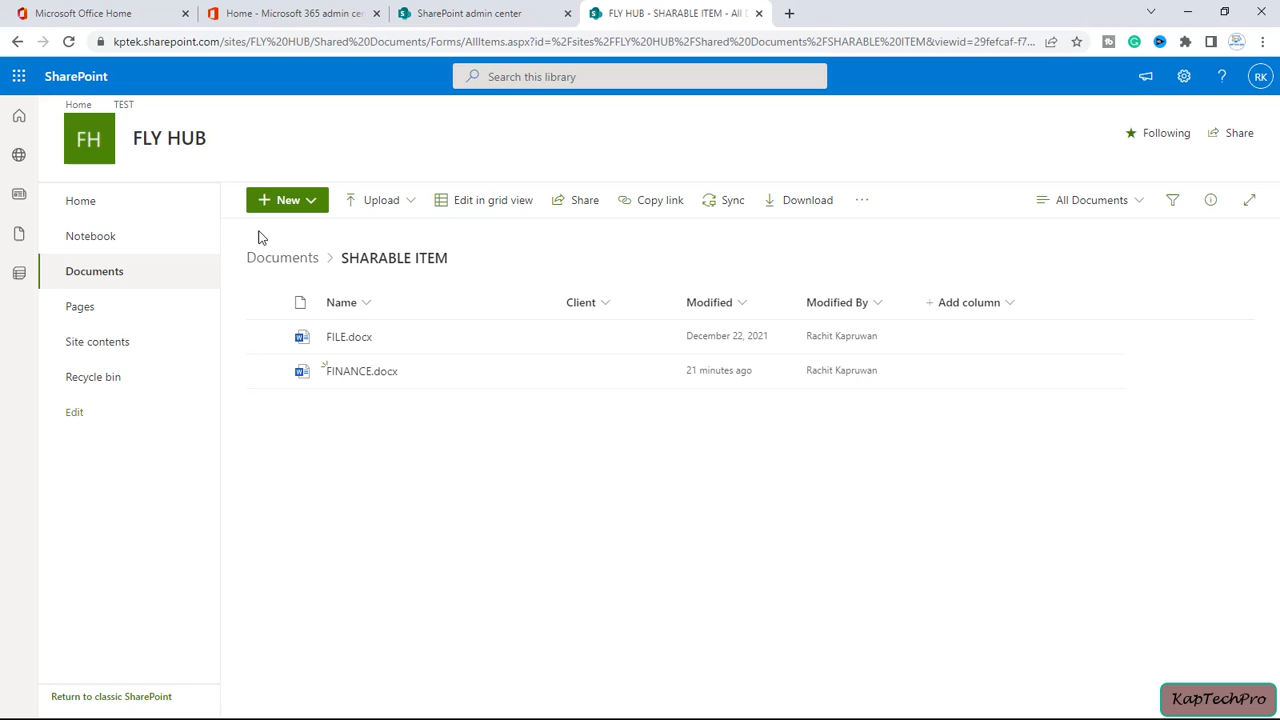 Microsoft Office Home
Home - Microsoft 365 admin cen
SharePoint admin center
FLY HUB - SHARABLE ITEM - All D
kptek.sharepoint.com/sites/FLY%20HUB/Shared%20Documents/Forms/AllItems.aspx?id=%2Fsites%2FFLY%20HUB%2FShared%20Documents%2FSHARABLE%20ITEM&viewid=29fefcaf-f7...
SharePoint
Search this library
RK
Home TEST
FH
FLY HUB
Following
Share
Home
Notebook
Documents
Pages
Site contents
Recycle bin
Edit
Return to classic SharePoint
New
Upload
Edit in grid view
Share
Copy link
Sync
Download
All Documents
Documents > SHARABLE ITEM
Name Client Modified Modified By + Add column
FILE.docx December 22, 2021 Rachit Kapruwan
FINANCE.docx 21 minutes ago Rachit Kapruwan
KapTechPro